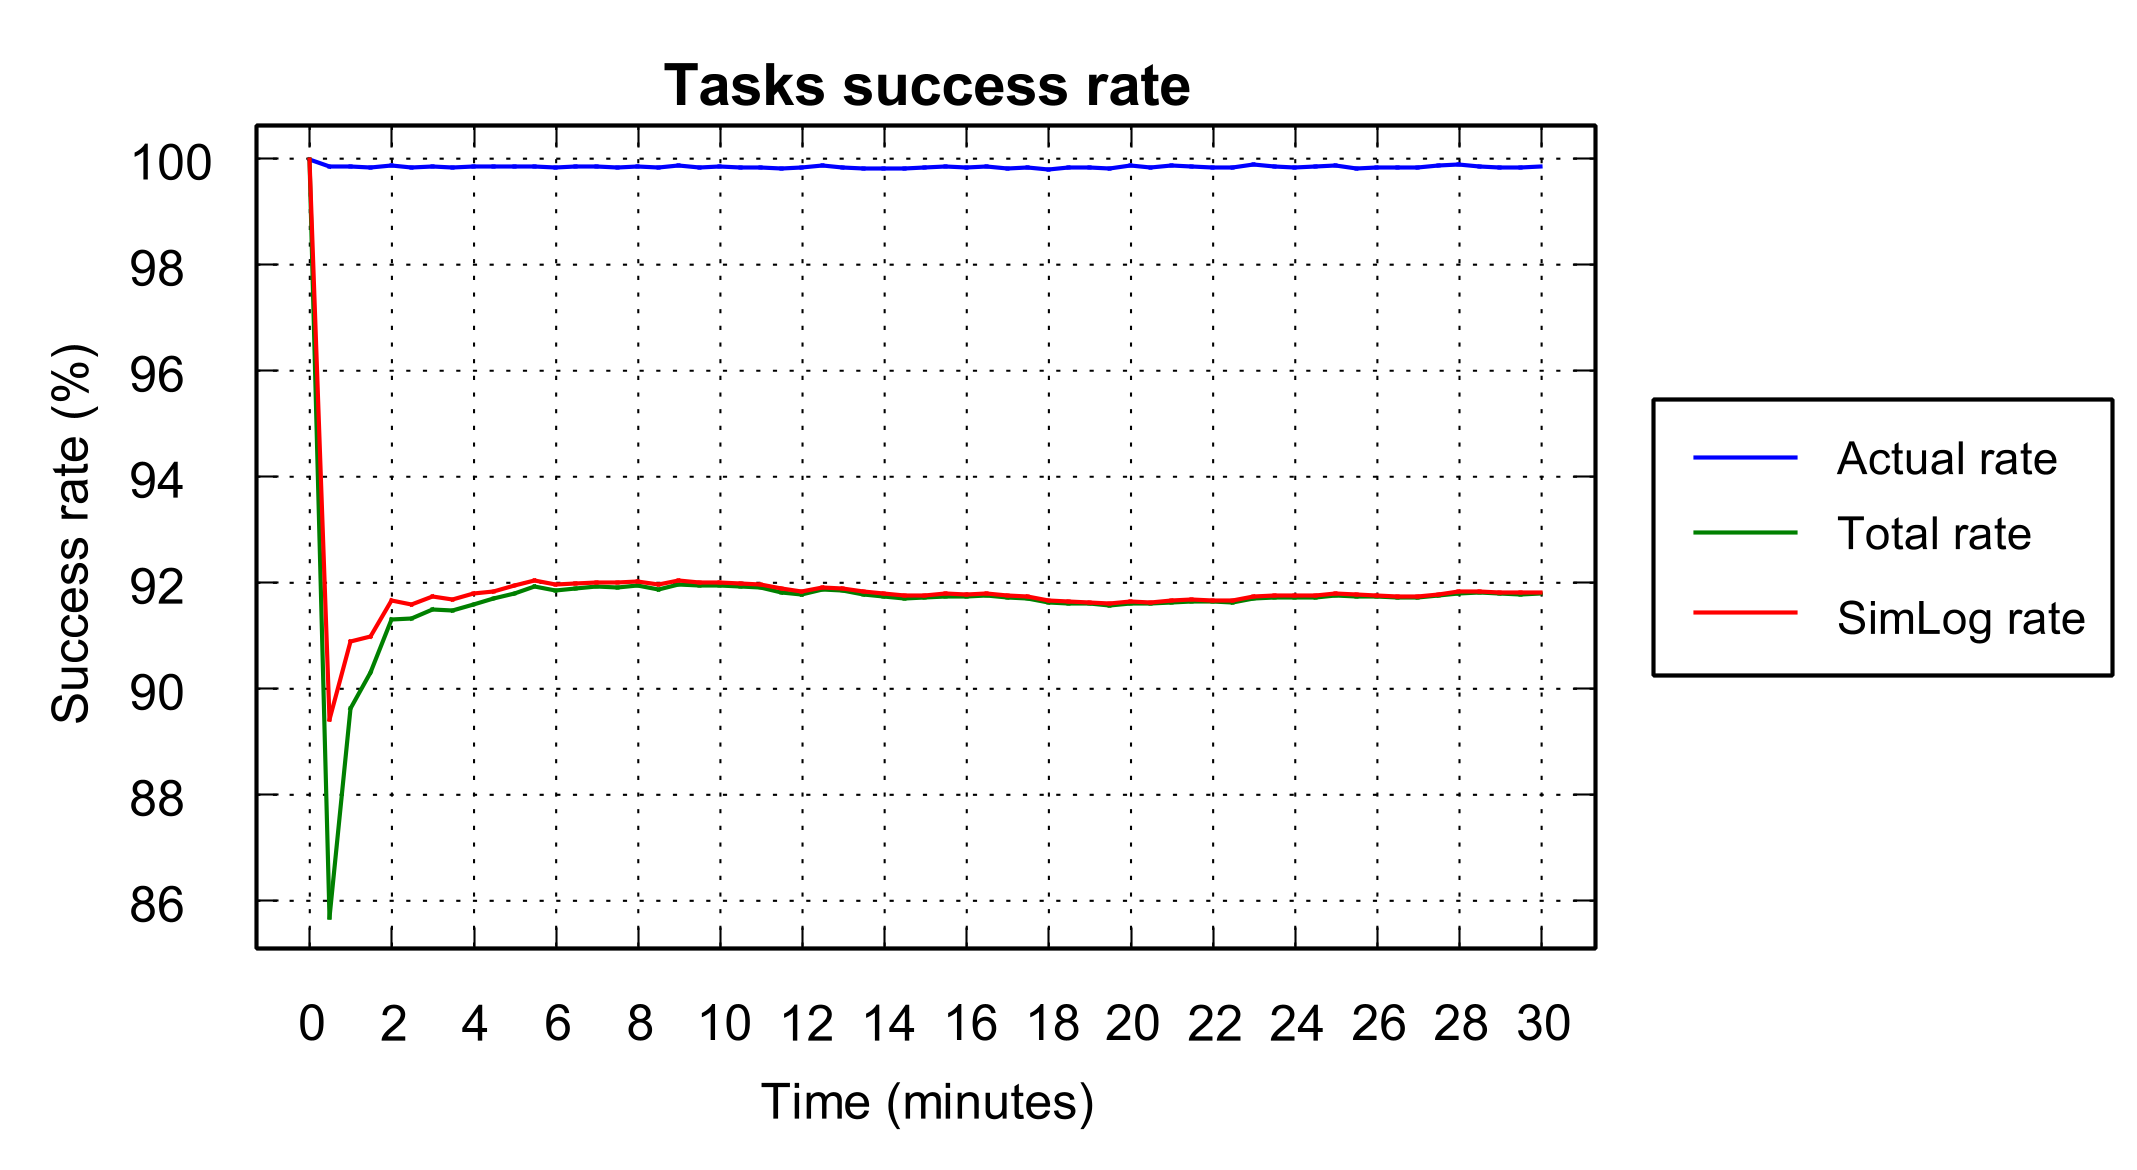 Tasks success rate
100
98
96
94
92
90
88
86
Success rate (%)
0 2 4 6 8 10 12 14 16 18 20 22 24 26 28 30
Time (minutes)
Actual rate
Total rate
SimLog rate